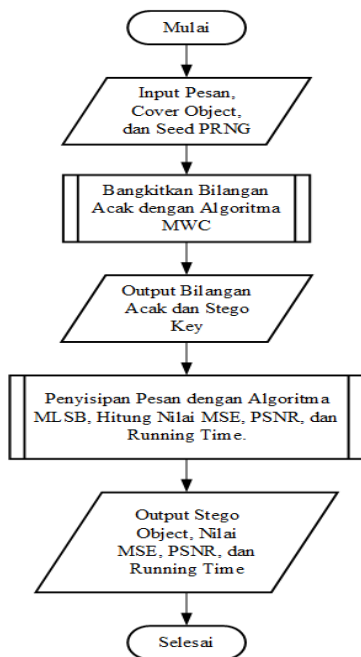 Mulai
Input Pesan,
Cover Object,
dan Seed PRNG
Bangkitkan Bilangan
Acak dengan Algoritma
MWC
Output Bilangan
Acak dan Stego
Key
Penyisipan Pesan dengan Algoritma
MLSB, Hitung Nilai MSE, PSNR, dan
Running Time.
Output Stego
Object, Nilai
MSE, PSNR, dan
Running Time
Selesai